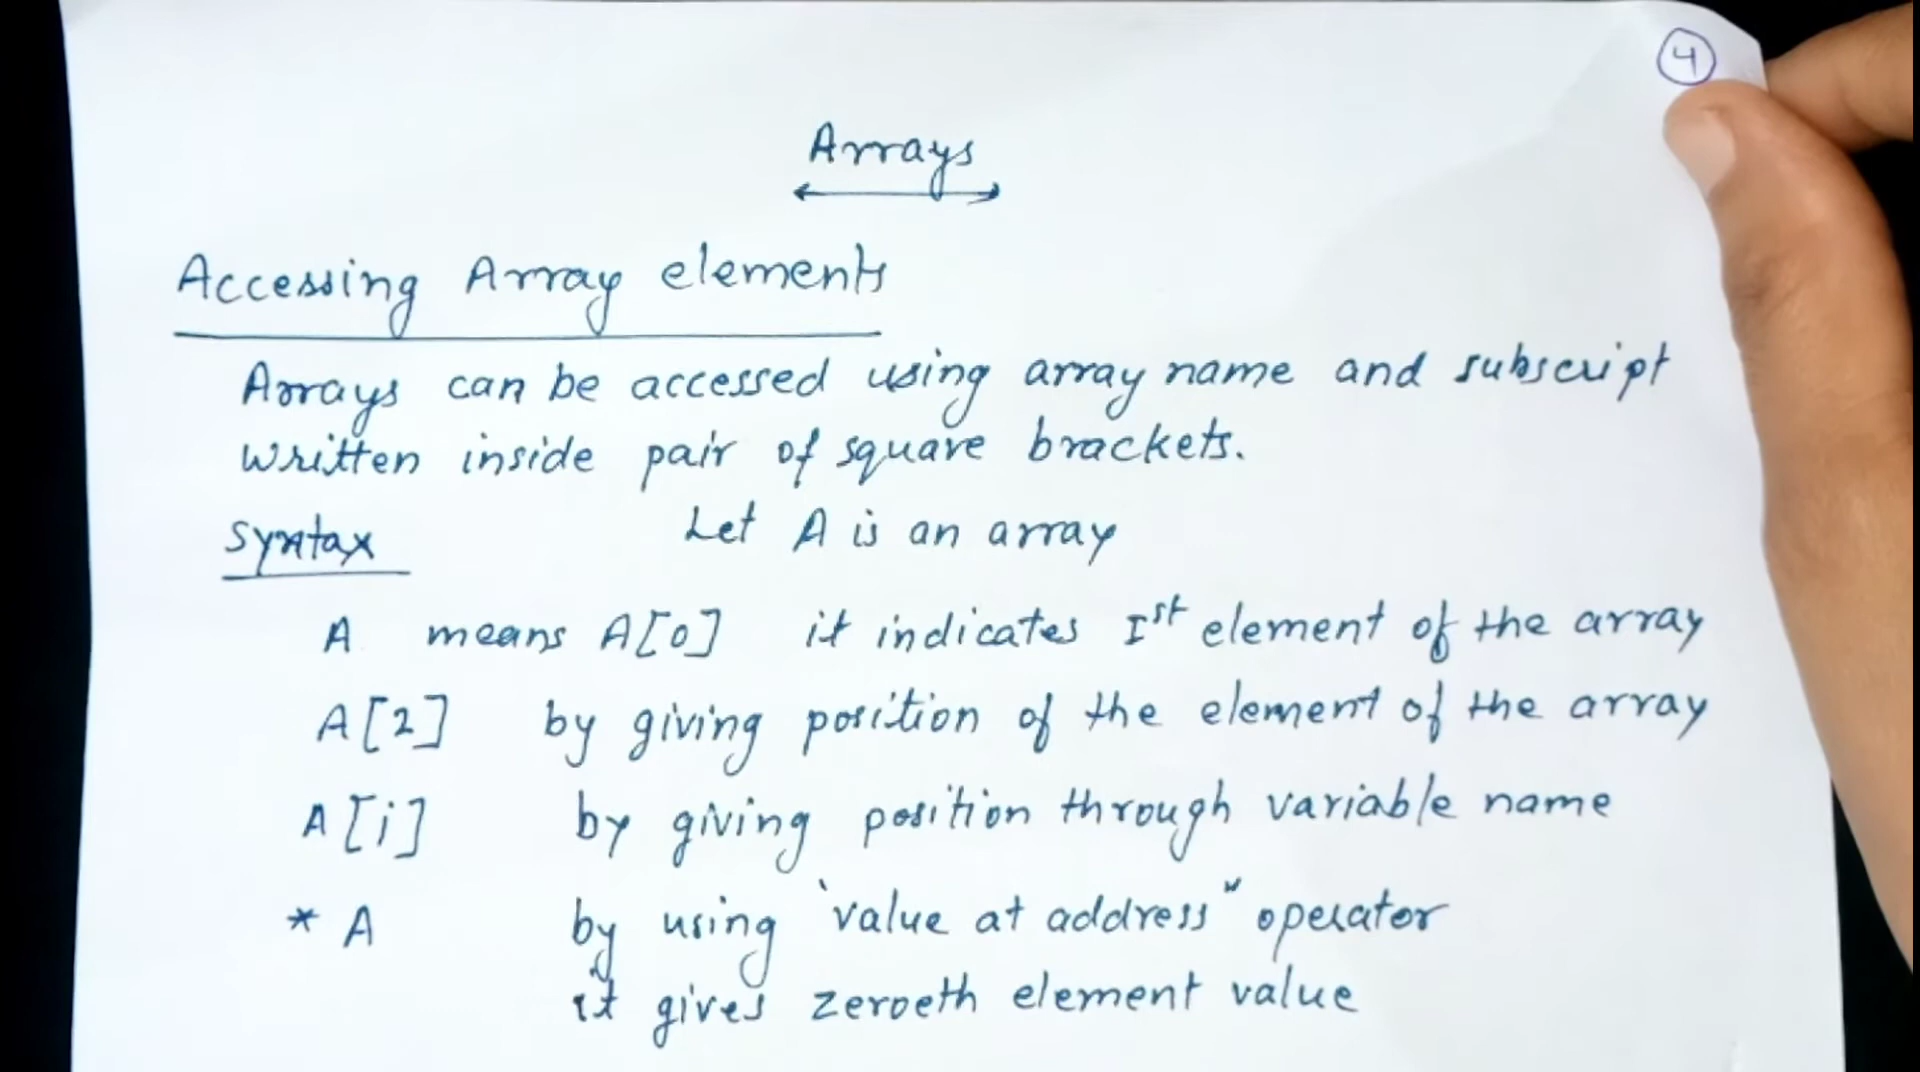 4
Arrays
Accessing Array elements
Arrays can be accessed using array name and subscript
written inside pair of square brackets.
Syntax Let A is an array
A means A[0] it indicates Ist element of the array
A[2] by giving position of the element of the array
A[i] by giving position through variable name
* A by using "value at address" operator
it gives zeroeth element value